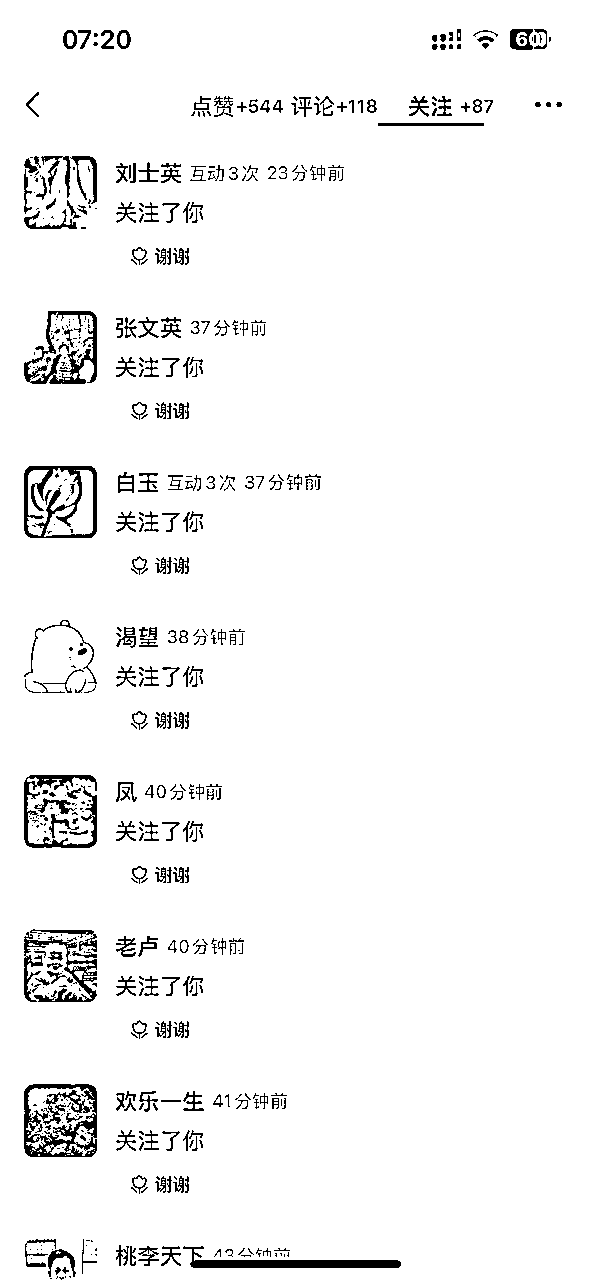 07:20
60
点赞+544 评论+118 关注 +87
刘士英 互动3次 23分钟前
关注了你
谢谢
张文英 37分钟前
关注了你
谢谢
白玉 互动3次 37分钟前
关注了你
谢谢
渴望 38分钟前
关注了你
谢谢
凤 40分钟前
关注了你
谢谢
老卢 40分钟前
关注了你
谢谢
欢乐一生 41分钟前
关注了你
谢谢
桃李天下 43分钟前